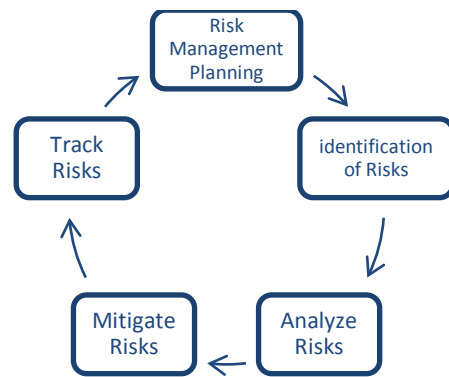 Risk
Management
Planning
identification
of Risks
Analyze
Risks
Mitigate
Risks
Track
Risks